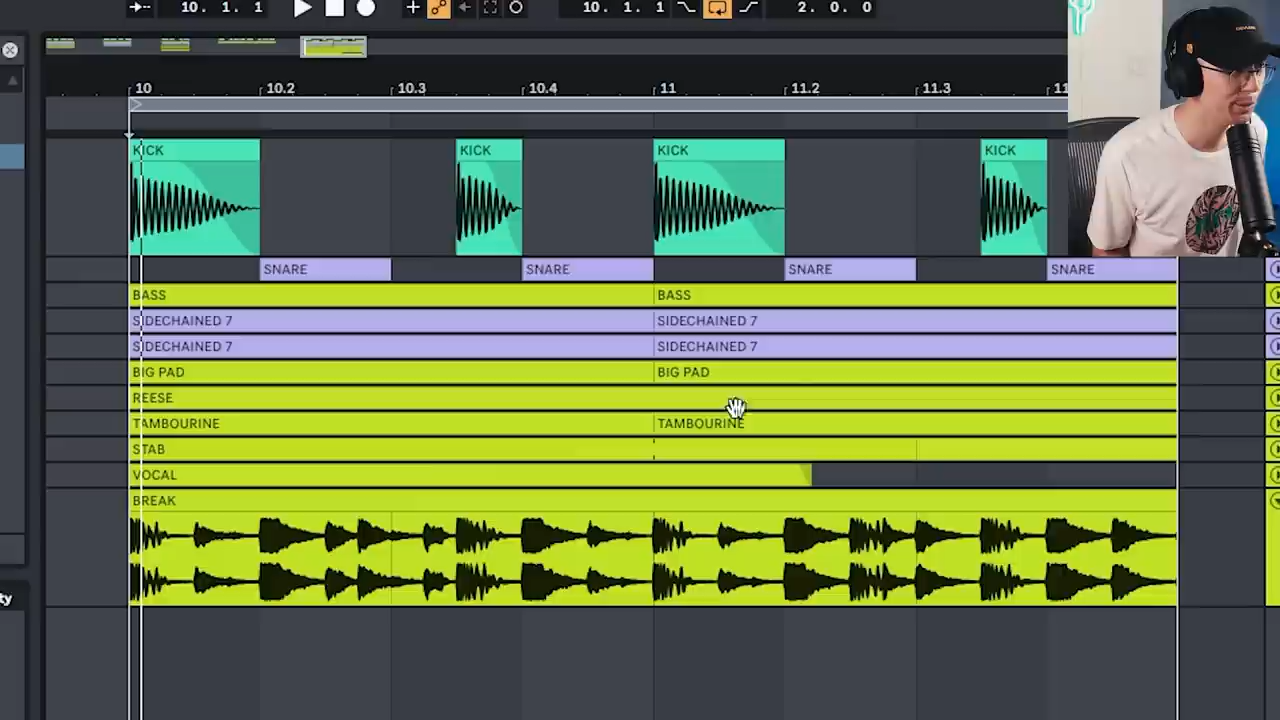 10. 1. 1 10. 1. 1 2. 0. 0
10 10.2 10.3 10.4 11 11.2 11.3
KICK KICK KICK KICK
SNARE SNARE SNARE SNARE
BASS BASS
SIDECHAINED 7 SIDECHAINED 7
SIDECHAINED 7 SIDECHAINED 7
BIG PAD BIG PAD
REESE
TAMBOURINE TAMBOURINE
STAB
VOCAL
BREAK
ty